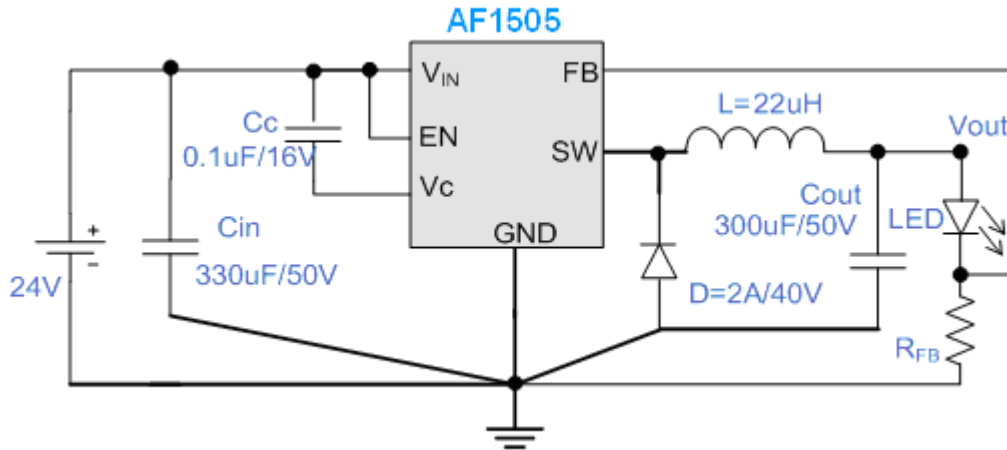 AF1505
VIN
FB
EN
SW
Vc
GND
Cc
0.1uF/16V
L=22uH
Vout
Cin
330uF/50V
+
-
24V
Cout
300uF/50V
LED
D=2A/40V
RFB